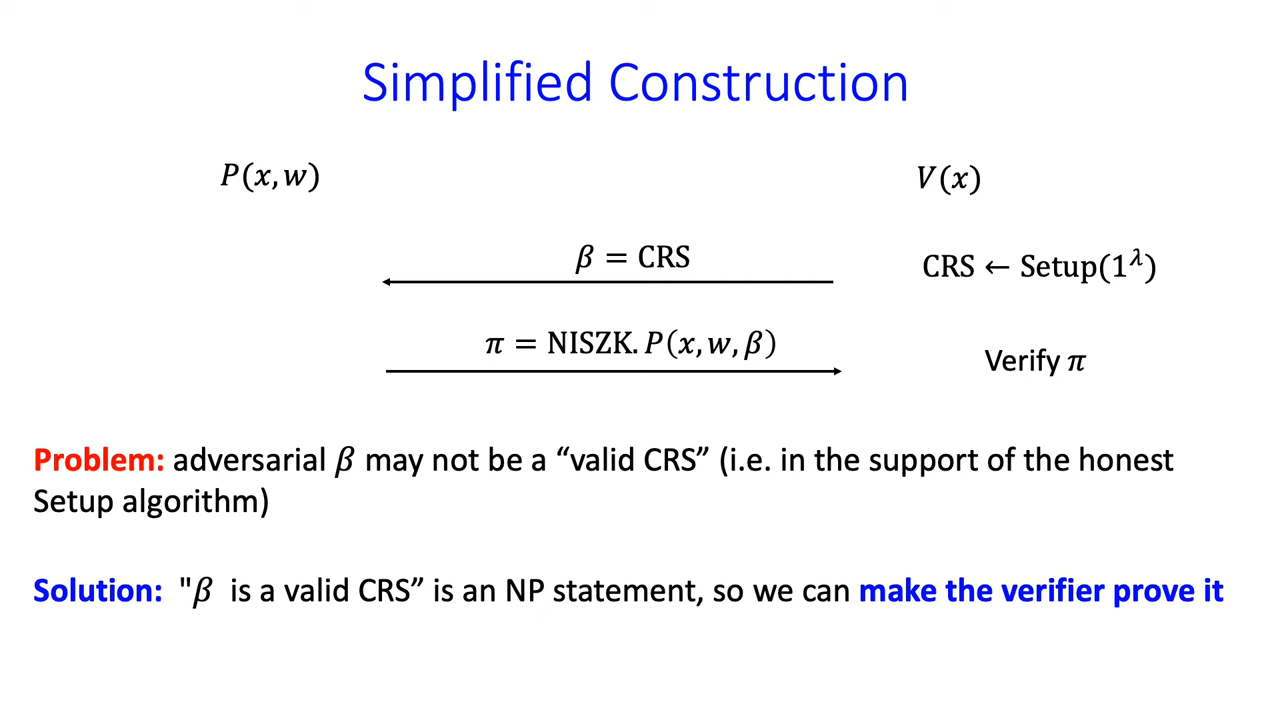 Simplified Construction
P(x, w)
V(x)
β = CRS
CRS ← Setup(1^λ)
π = NISZK. P(x, w, β)
Verify π
Problem: adversarial β may not be a “valid CRS” (i.e. in the support of the honest
Setup algorithm)
Solution: "β is a valid CRS” is an NP statement, so we can make the verifier prove it